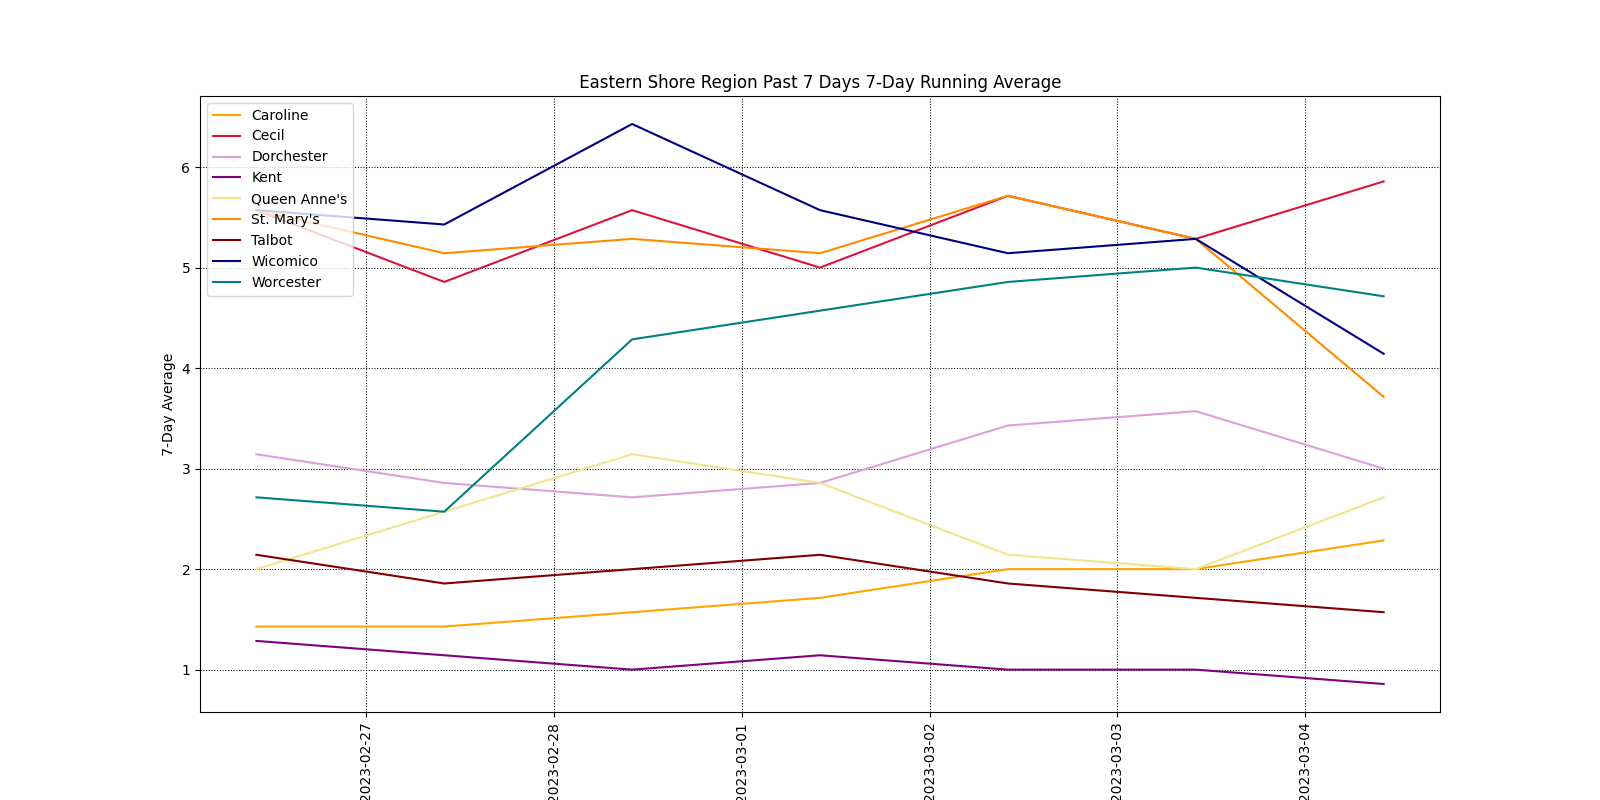 Eastern Shore Region Past 7 Days 7-Day Running Average
Caroline
Cecil
Dorchester
Kent
Queen Anne's
St. Mary's
Talbot
Wicomico
Worcester
7-Day Average
6
5
4
3
2
1
2023-02-27
2023-02-28
2023-03-01
2023-03-02
2023-03-03
2023-03-04